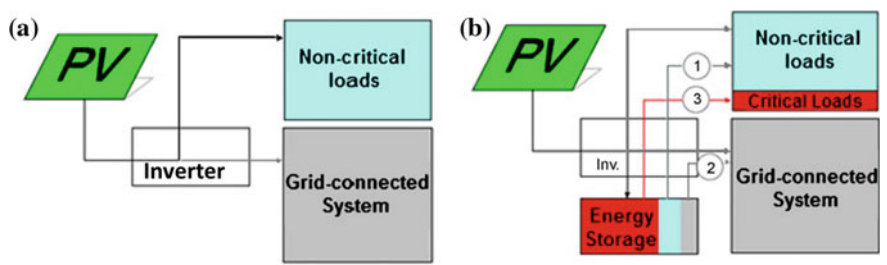 (a)
PV
Non-critical
loads
Inverter
Grid-connected
System
(b)
PV
Non-critical
loads
1
3
Critical Loads
Inv.
2
Grid-connected
System
Energy
Storage